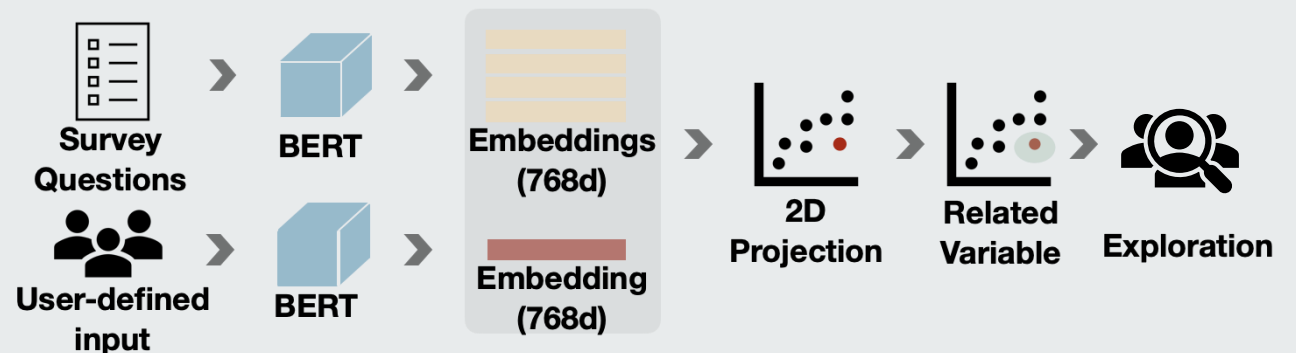 Survey
Questions
BERT
Embeddings
(768d)
User-defined
input
BERT
Embedding
(768d)
2D
Projection
Related
Variable
Exploration